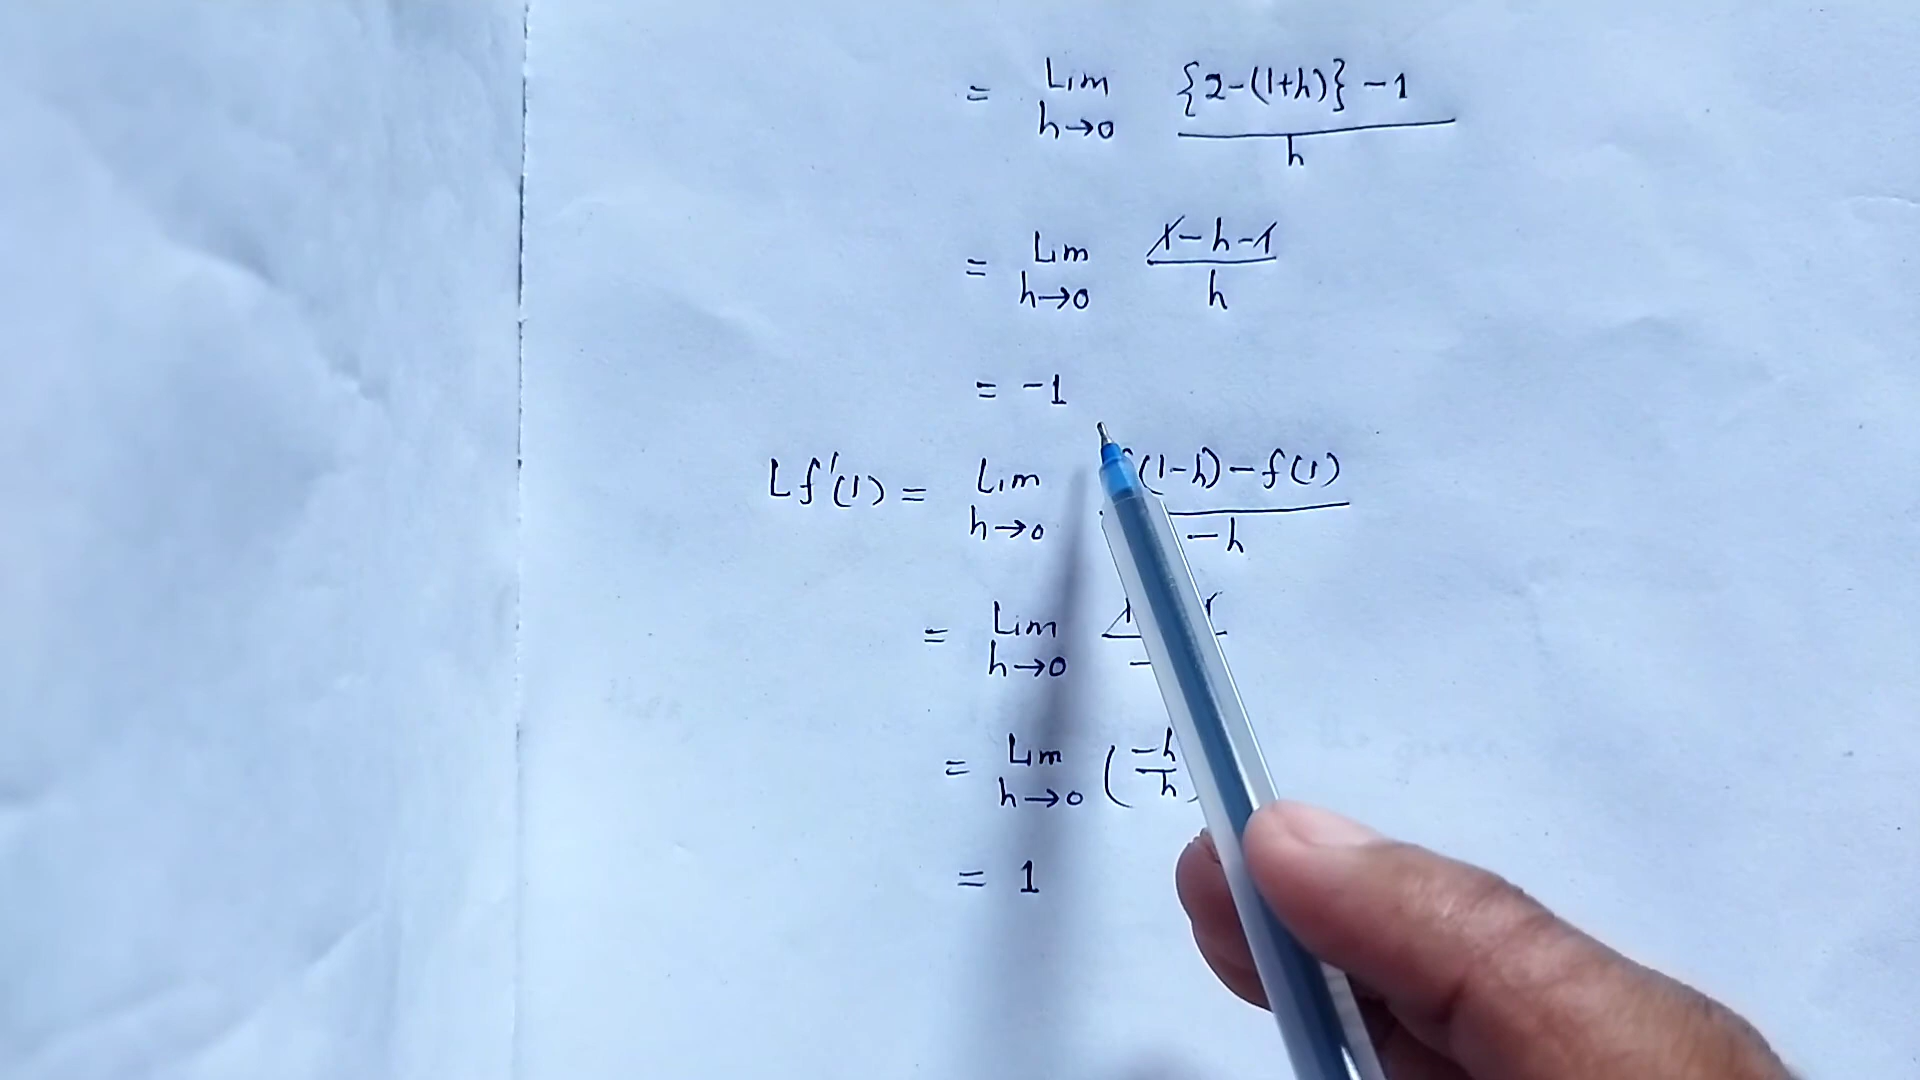 = Lim h→0 {2-(1+h)} -1 / h
= Lim h→0 1-h-1 / h
= -1
Lf'(1) = Lim h→0 (1-h)-f(1) / -h
= Lim h→0
= Lim h→0 (-h/h
= 1